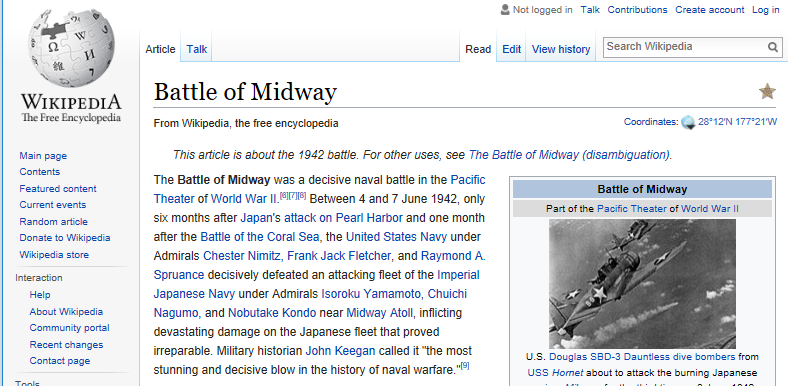 Not logged in Talk Contributions Create account Log in
Article Talk Read Edit View history Search Wikipedia
WIKIPEDIA
The Free Encyclopedia
Main page
Contents
Featured content
Current events
Random article
Donate to Wikipedia
Wikipedia store
Interaction
Help
About Wikipedia
Community portal
Recent changes
Contact page
Tools
Battle of Midway
From Wikipedia, the free encyclopedia
Coordinates: 28°12′N 177°21′W
This article is about the 1942 battle. For other uses, see The Battle of Midway (disambiguation).
The Battle of Midway was a decisive naval battle in the Pacific
Theater of World War II.[6][7][8] Between 4 and 7 June 1942, only
six months after Japan's attack on Pearl Harbor and one month
after the Battle of the Coral Sea, the United States Navy under
Admirals Chester Nimitz, Frank Jack Fletcher, and Raymond A.
Spruance decisively defeated an attacking fleet of the Imperial
Japanese Navy under Admirals Isoroku Yamamoto, Chuichi
Nagumo, and Nobutake Kondo near Midway Atoll, inflicting
devastating damage on the Japanese fleet that proved
irreparable. Military historian John Keegan called it "the most
stunning and decisive blow in the history of naval warfare."[9]
Battle of Midway
Part of the Pacific Theater of World War II
U.S. Douglas SBD-3 Dauntless dive bombers from
USS Hornet about to attack the burning Japanese